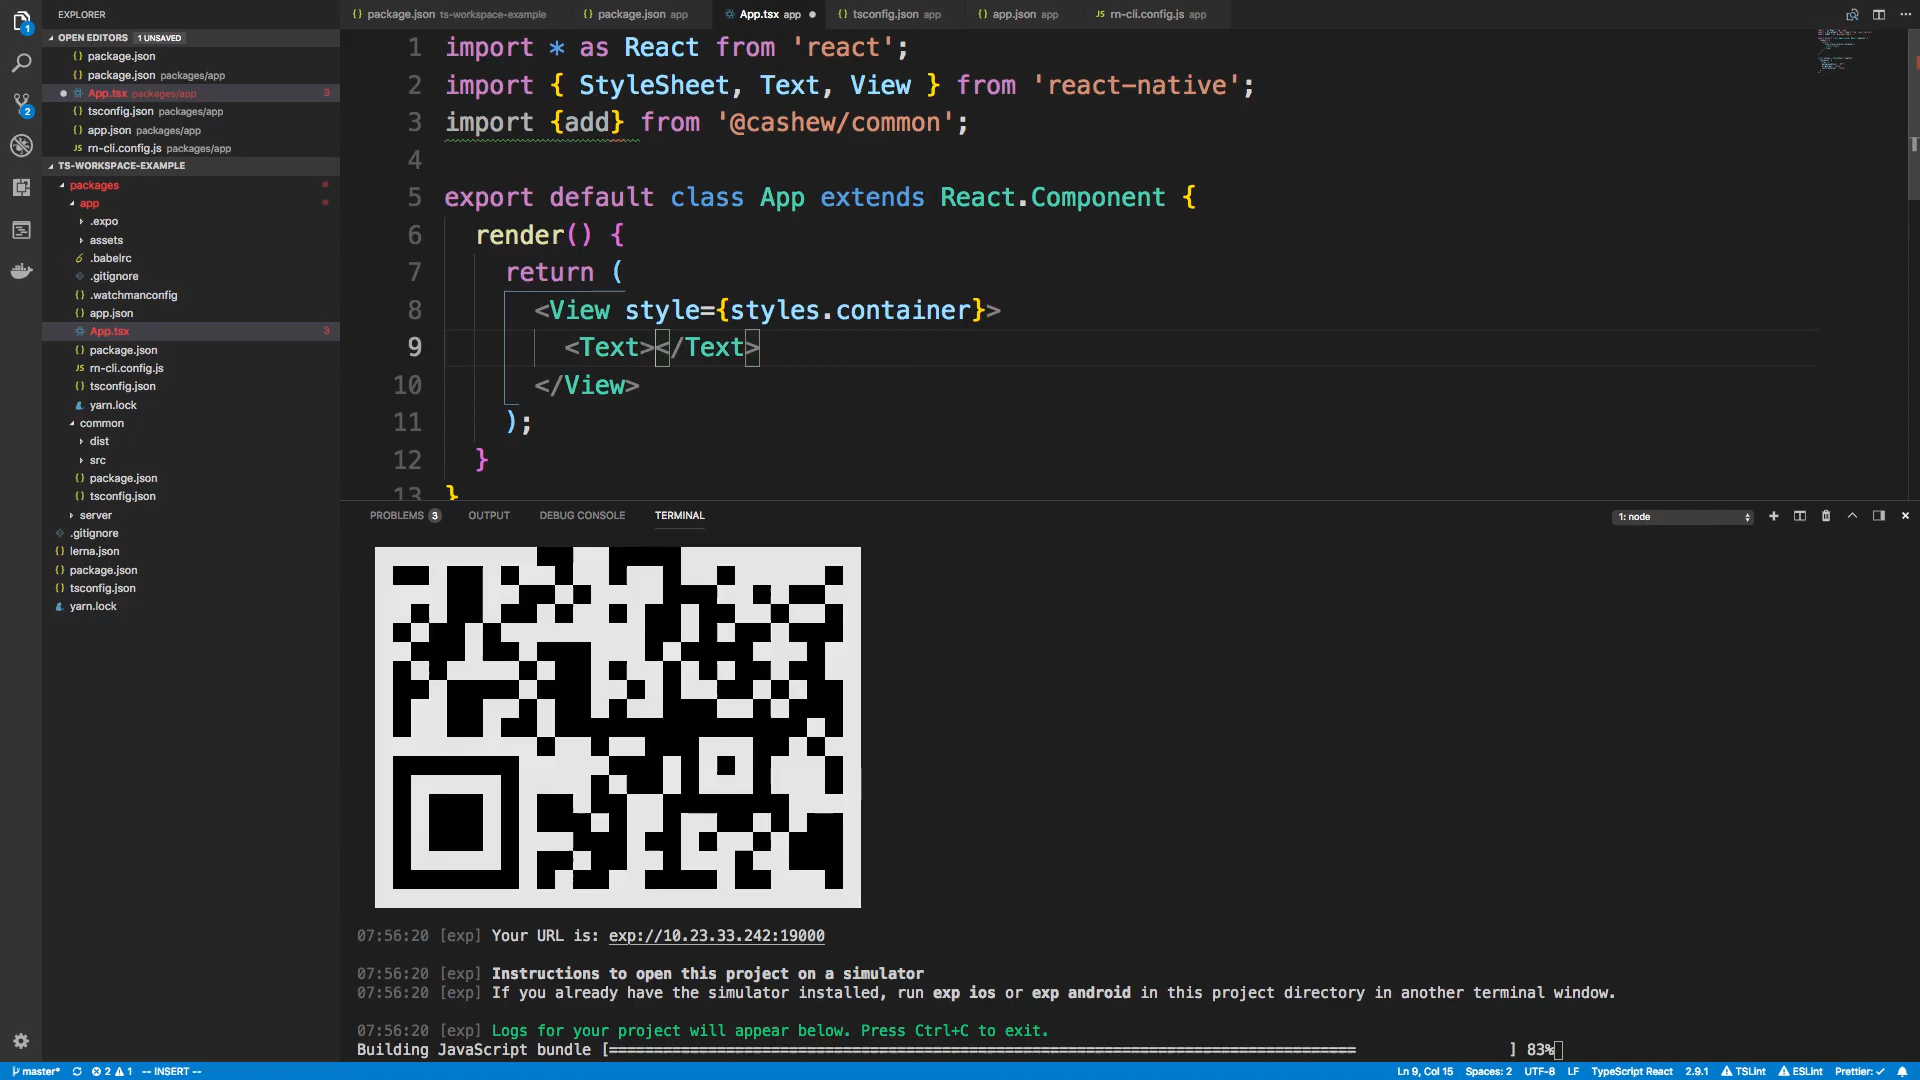 EXPLORER
OPEN EDITORS 1 UNSAVED
package.json
package.json packages/app
App.tsx packages/app 3
tsconfig.json packages/app
app.json packages/app
JS rn-cli.config.js packages/app
TS-WORKSPACE-EXAMPLE
packages
app
.expo
assets
.babelrc
.gitignore
.watchmanconfig
app.json
App.tsx 3
package.json
JS rn-cli.config.js
tsconfig.json
yarn.lock
common
dist
src
package.json
tsconfig.json
server
.gitignore
lerna.json
package.json
tsconfig.json
yarn.lock
1
2
{} package.json ts-workspace-example {} package.json app App.tsx app {} tsconfig.json app {} app.json app JS rn-cli.config.js app
1 import * as React from 'react';
2 import { StyleSheet, Text, View } from 'react-native';
3 import {add} from '@cashew/common';
4
5 export default class App extends React.Component {
6 render() {
7 return (
8 <View style={styles.container}>
9 <Text></Text>
10 </View>
11 );
12 }
13 }
PROBLEMS 3 OUTPUT DEBUG CONSOLE TERMINAL 1: node
07:56:20 [exp] Your URL is: exp://10.23.33.242:19000
07:56:20 [exp] Instructions to open this project on a simulator
07:56:20 [exp] If you already have the simulator installed, run exp ios or exp android in this project directory in another terminal window.
07:56:20 [exp] Logs for your project will appear below. Press Ctrl+C to exit.
Building JavaScript bundle [=================================================================================== ] 83%
master* 2 1 -- INSERT -- Ln 9, Col 15 Spaces: 2 UTF-8 LF TypeScript React 2.9.1 TSLint ESLint Prettier: ✓